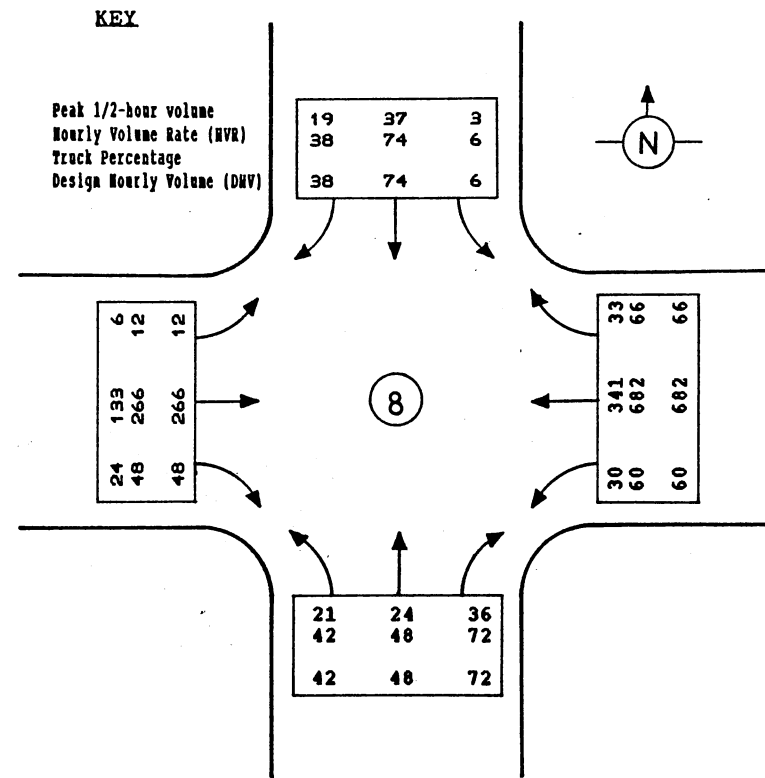 KEY
Peak 1/2-hour volume
Hourly Volume Rate (HVR)
Truck Percentage
Design Hourly Volume (DHV)
19 37 3
38 74 6
38 74 6
N
6 133 24
12 266 48
12 266 48
8
33 341 30
66 682 60
66 682 60
21 24 36
42 48 72
42 48 72